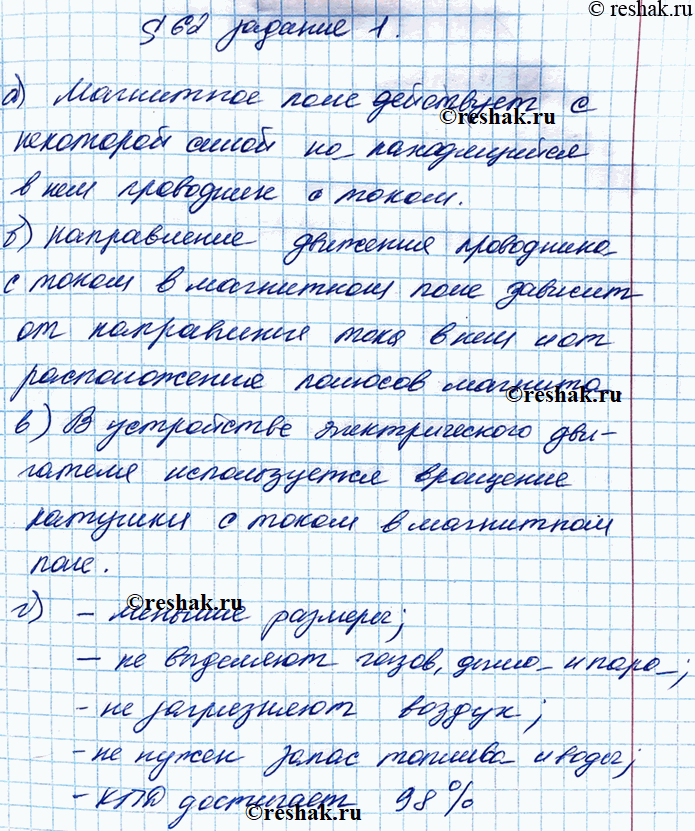 © reshak.ru
§ 62 задание 1.
а) Магнитное поле действует с
©reshak.ru
некоторой силой на находящийся
в нем проводник с током.
б) направление движения проводника
с током в магнитном поле зависит
от направления тока в нем и от
расположения полюсов магнита
©reshak.ru
в) В устройстве электрического дви-
гателя используется вращение
катушки с током в магнитном
поле.
©reshak.ru
г) - меньшие размеры;
- не выделяют газов, дыма и пара;
- не загрязняют воздух;
- не нужен запас топлива и воды;
- КПД достигает 98%
©reshak.ru